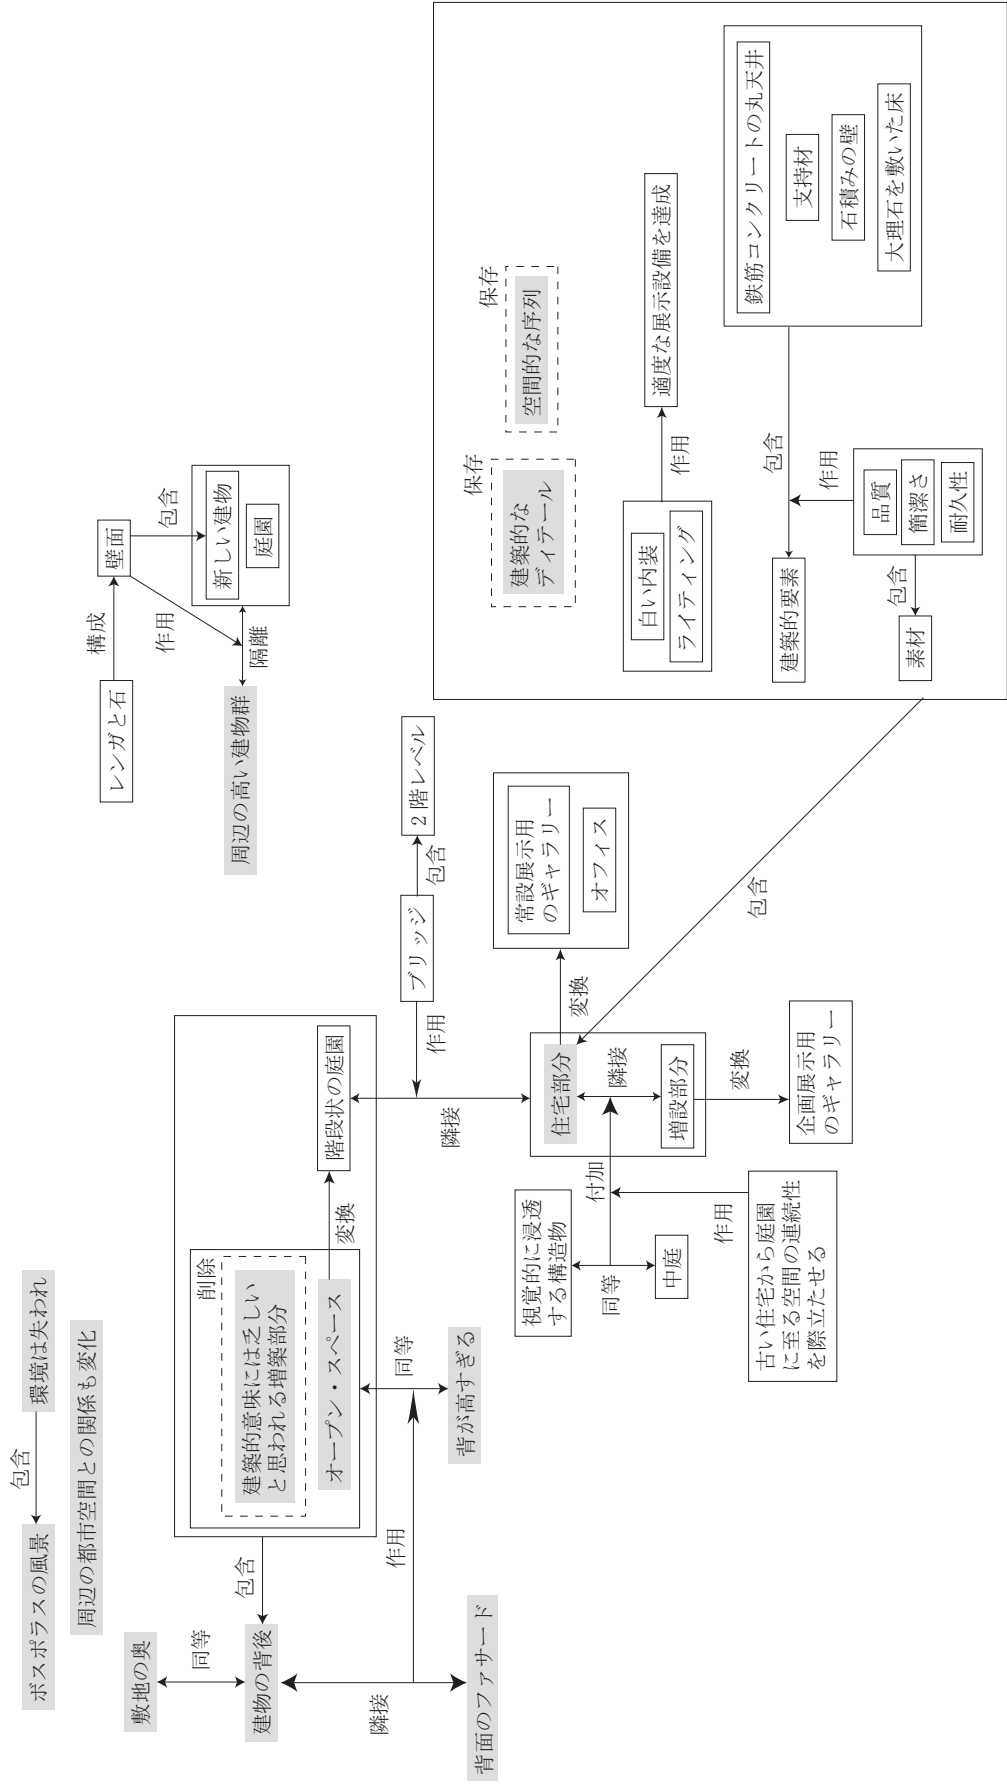 ボスポラスの風景
包含
環境は失われ
周辺の都市空間との関係も変化
敷地の奥
同等
建物の背後
包含
隣接
背面のファサード
作用
削除
建築的意味には乏しい
と思われる増築部分
オープン・スペース
変換
階段状の庭園
同等
背が高すぎる
隣接
作用
ブリッジ
包含
2階レベル
レンガと石
構成
壁面
包含
作用
周辺の高い建物群
隔離
新しい建物
庭園
視覚的に浸透
する構造物
同等
中庭
付加
作用
古い住宅から庭園
に至る空間の連続性
を際立たせる
住宅部分
隣接
増設部分
変換
常設展示用
のギャラリー
オフィス
変換
企画展示用
のギャラリー
包含
保存
建築的な
ディテール
保存
空間的な序列
白い内装
ライティング
作用
適度な展示設備を達成
建築的要素
包含
鉄筋コンクリートの丸天井
支持材
石積みの壁
大理石を敷いた床
作用
品質
簡潔さ
耐久性
包含
素材